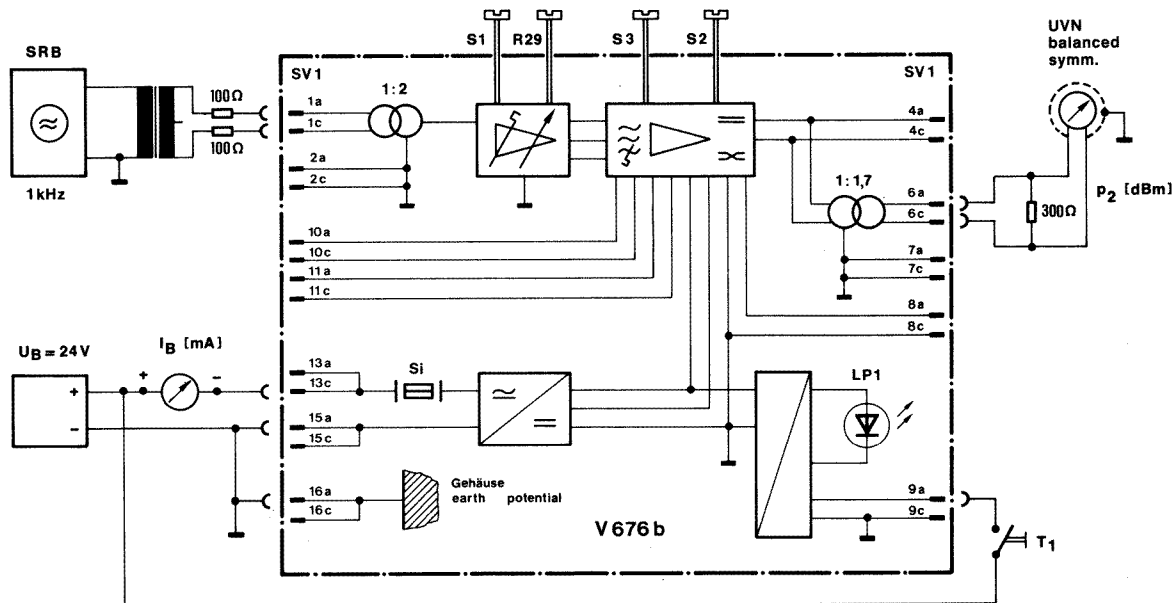 S1 R29 S3 S2
UVN
balanced
symm.
SRB
SV1
SV1
100Ω
1a
1:2
4a
1c
4c
100Ω
2a
2c
1kHz
p2 [dBm]
1:1,7
6a
6c
300Ω
10a
10c
7a
11a
7c
11c
8a
8c
UB = 24V
IB [mA]
+ -
13a
Si
LP1
13c
+
15a
-
15c
Gehäuse
earth potential
16a
9a
16c
9c
V676b
T1